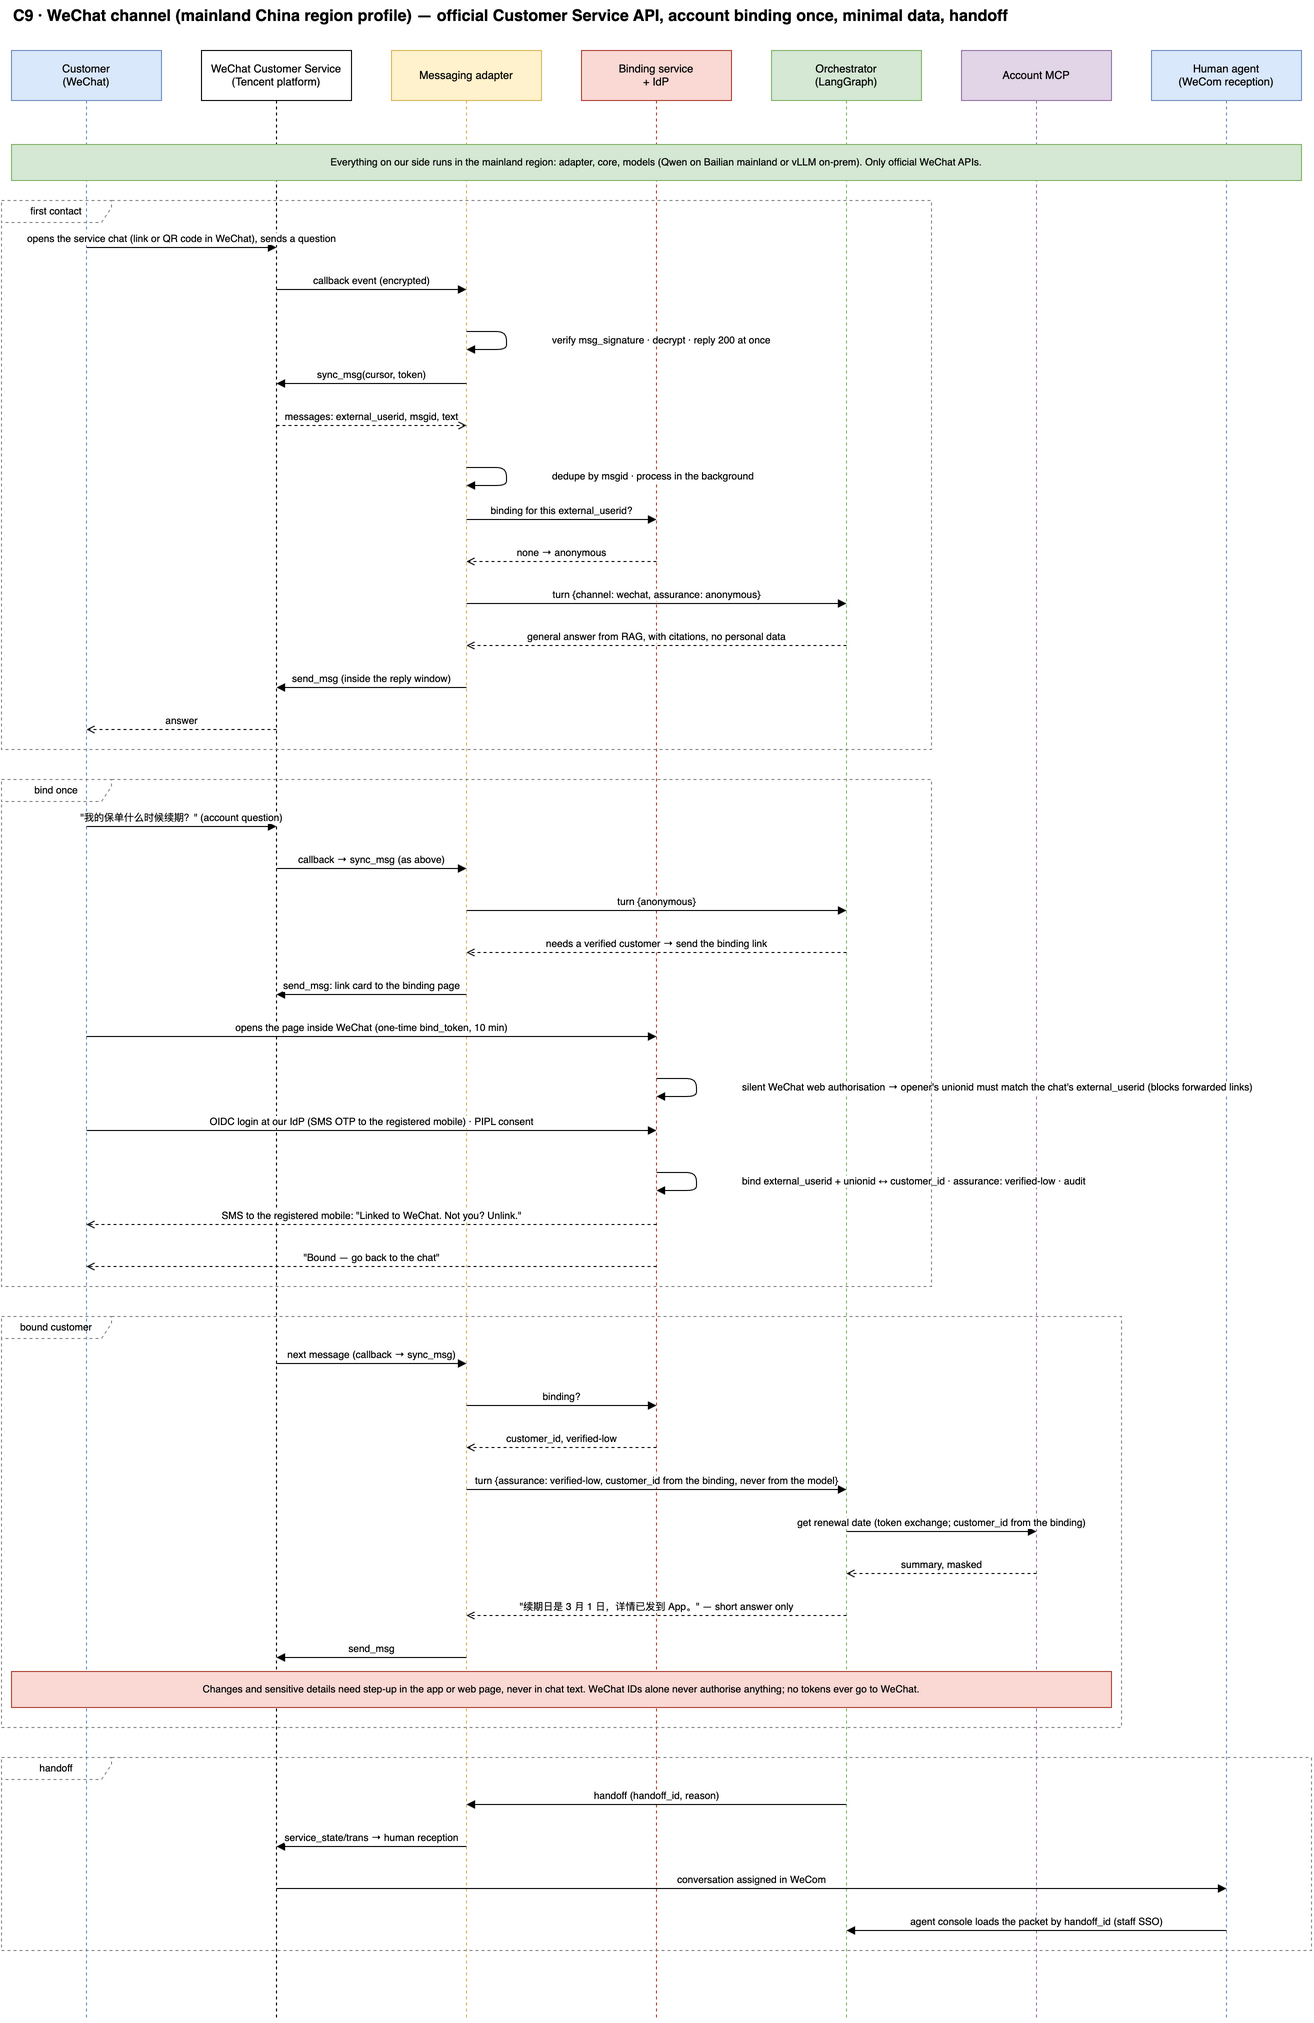 C9 · WeChat channel (mainland China region profile) — official Customer Service API, account binding once, minimal data, handoff
Customer
(WeChat)
WeChat Customer Service
(Tencent platform)
Messaging adapter
Binding service
+ IdP
Orchestrator
(LangGraph)
Account MCP
Human agent
(WeCom reception)
Everything on our side runs in the mainland region: adapter, core, models (Qwen on Bailian mainland or vLLM on-prem). Only official WeChat APIs.
first contact
opens the service chat (link or QR code in WeChat), sends a question
callback event (encrypted)
verify msg_signature · decrypt · reply 200 at once
sync_msg(cursor, token)
messages: external_userid, msgid, text
dedupe by msgid · process in the background
binding for this external_userid?
none → anonymous
turn {channel: wechat, assurance: anonymous}
general answer from RAG, with citations, no personal data
send_msg (inside the reply window)
answer
bind once
"我的保单什么时候续期？" (account question)
callback → sync_msg (as above)
turn {anonymous}
needs a verified customer → send the binding link
send_msg: link card to the binding page
opens the page inside WeChat (one-time bind_token, 10 min)
silent WeChat web authorisation → opener's unionid must match the chat's external_userid (blocks forwarded links)
OIDC login at our IdP (SMS OTP to the registered mobile) · PIPL consent
bind external_userid + unionid ↔ customer_id · assurance: verified-low · audit
SMS to the registered mobile: "Linked to WeChat. Not you? Unlink."
"Bound — go back to the chat"
bound customer
next message (callback → sync_msg)
binding?
customer_id, verified-low
turn {assurance: verified-low, customer_id from the binding, never from the model}
get renewal date (token exchange; customer_id from the binding)
summary, masked
"续期日是 3 月 1 日，详情已发到 App。" — short answer only
send_msg
Changes and sensitive details need step-up in the app or web page, never in chat text. WeChat IDs alone never authorise anything; no tokens ever go to WeChat.
handoff
handoff (handoff_id, reason)
service_state/trans → human reception
conversation assigned in WeCom
agent console loads the packet by handoff_id (staff SSO)